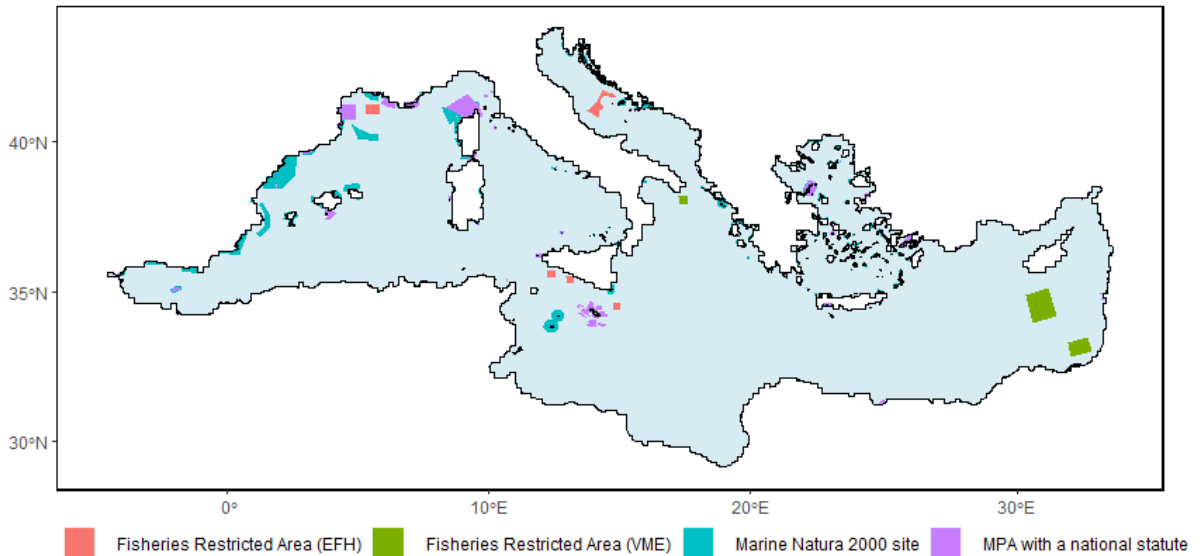 40°N
35°N
30°N
0° 10°E 20°E 30°E
Fisheries Restricted Area (EFH) Fisheries Restricted Area (VME) Marine Natura 2000 site MPA with a national statute